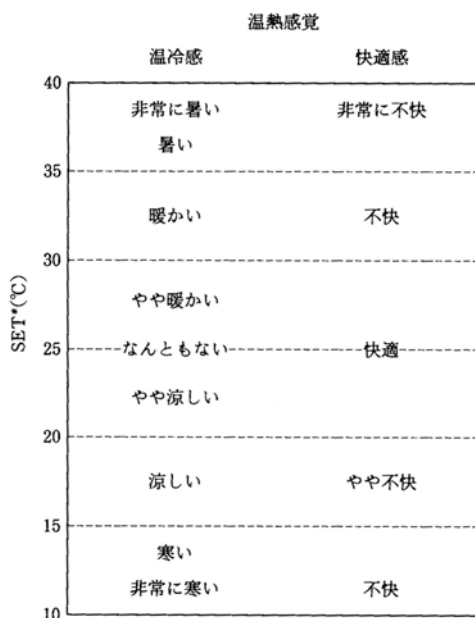 温熱感覚
温冷感 快適感
40
非常に暑い 非常に不快
暑い
35
暖かい 不快
30
やや暖かい
SET*(℃)
25 なんともない 快適
やや涼しい
20
涼しい やや不快
15
寒い
非常に寒い 不快
10